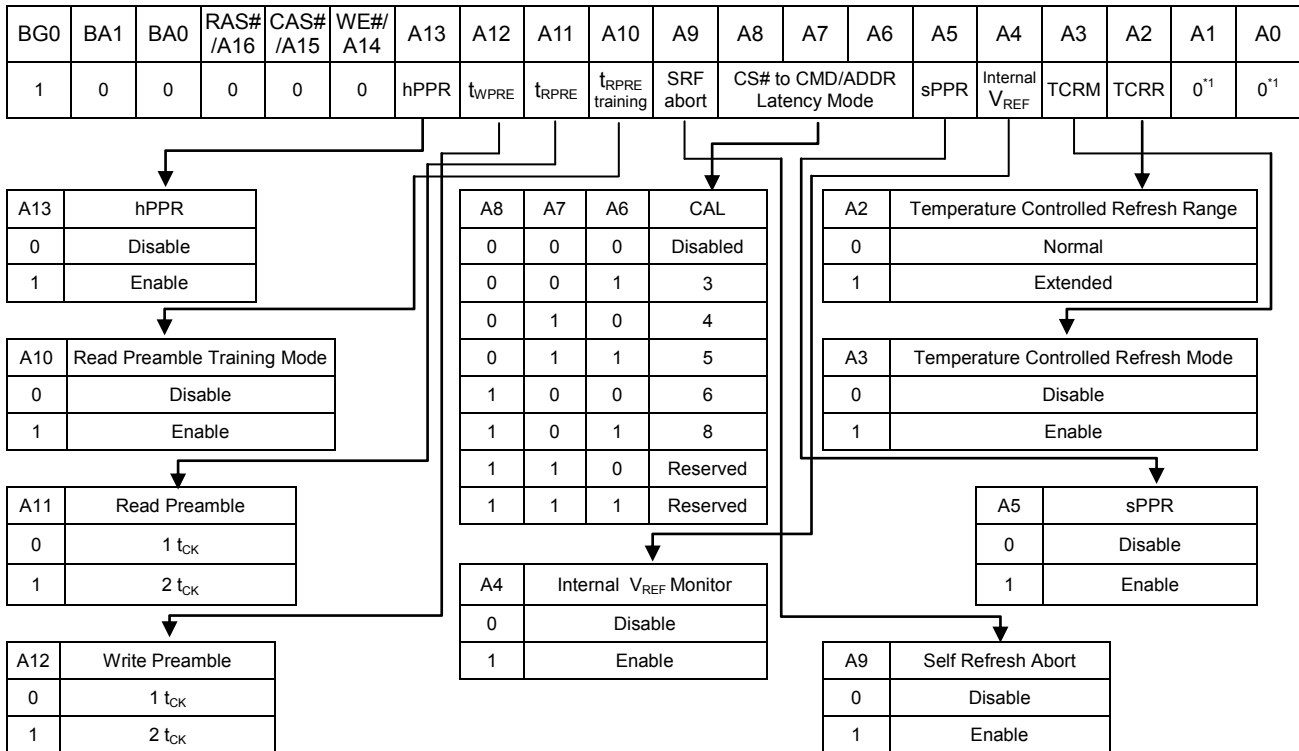 BG0 BA1 BA0 RAS# /A16 CAS# /A15 WE#/ A14 A13 A12 A11 A10 A9 A8 A7 A6 A5 A4 A3 A2 A1 A0
1 0 0 0 0 0 hPPR tWPRE tRPRE tRPRE training SRF abort CS# to CMD/ADDR Latency Mode sPPR Internal VREF TCRM TCRR 0*1 0*1
A13 hPPR
0 Disable
1 Enable
A10 Read Preamble Training Mode
0 Disable
1 Enable
A11 Read Preamble
0 1 tCK
1 2 tCK
A12 Write Preamble
0 1 tCK
1 2 tCK
A8 A7 A6 CAL
0 0 0 Disabled
0 0 1 3
0 1 0 4
0 1 1 5
1 0 0 6
1 0 1 8
1 1 0 Reserved
1 1 1 Reserved
A4 Internal VREF Monitor
0 Disable
1 Enable
A2 Temperature Controlled Refresh Range
0 Normal
1 Extended
A3 Temperature Controlled Refresh Mode
0 Disable
1 Enable
A5 sPPR
0 Disable
1 Enable
A9 Self Refresh Abort
0 Disable
1 Enable